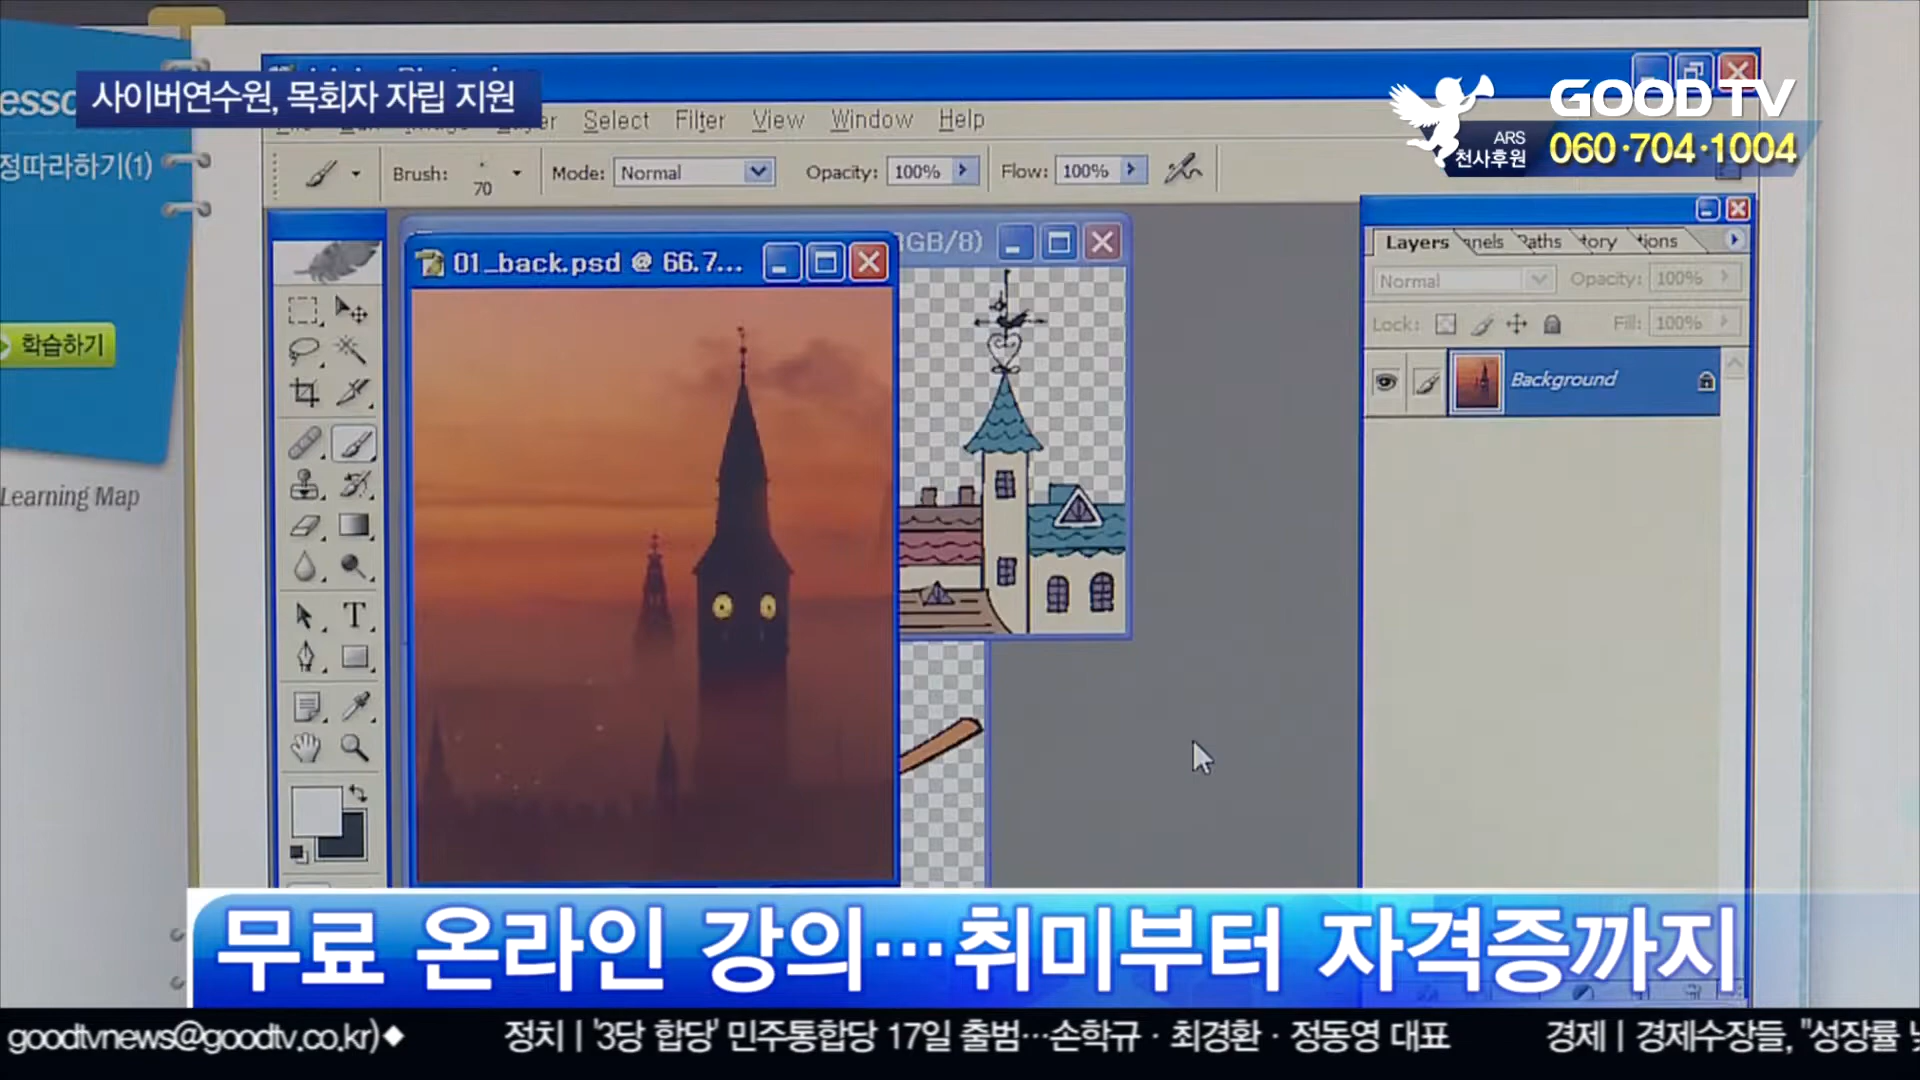 사이버연수원, 목회자 자립 지원
GOODTV
ARS
천사후원
060·704·1004
정따라하기(1)
학습하기
Learning Map
Select Filter View Window Help
Brush: 70 Mode: Normal Opacity: 100% Flow: 100%
01_back.psd @ 66.7...
RGB/8)
Layers Paths
Normal Opacity: 100%
Lock: Fill: 100%
Background
무료 온라인 강의…취미부터 자격증까지
goodtvnews@goodtv.co.kr)◆ 정치 | '3당 합당' 민주통합당 17일 출범…손학규·최경환·정동영 대표 경제 | 경제수장들, "성장률